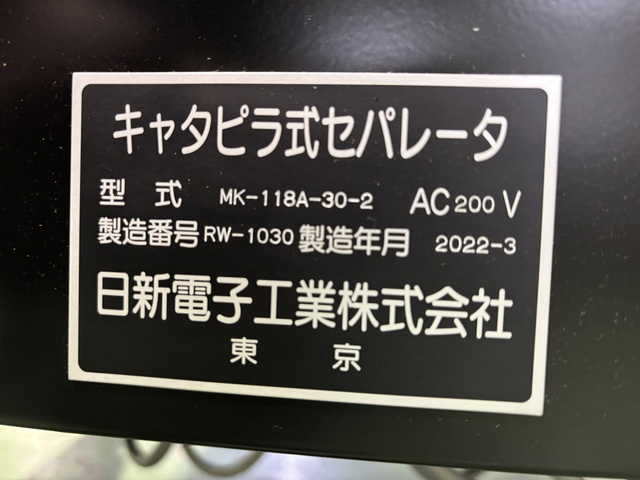 キャタピラ式セパレータ
型式 MK-118A-30-2 AC200V
製造番号 RW-1030 製造年月 2022-3
日新電子工業株式会社
東京